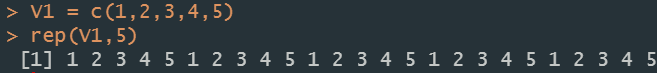 > V1 = c(1,2,3,4,5)
> rep(V1,5)
[1] 1 2 3 4 5 1 2 3 4 5 1 2 3 4 5 1 2 3 4 5 1 2 3 4 5